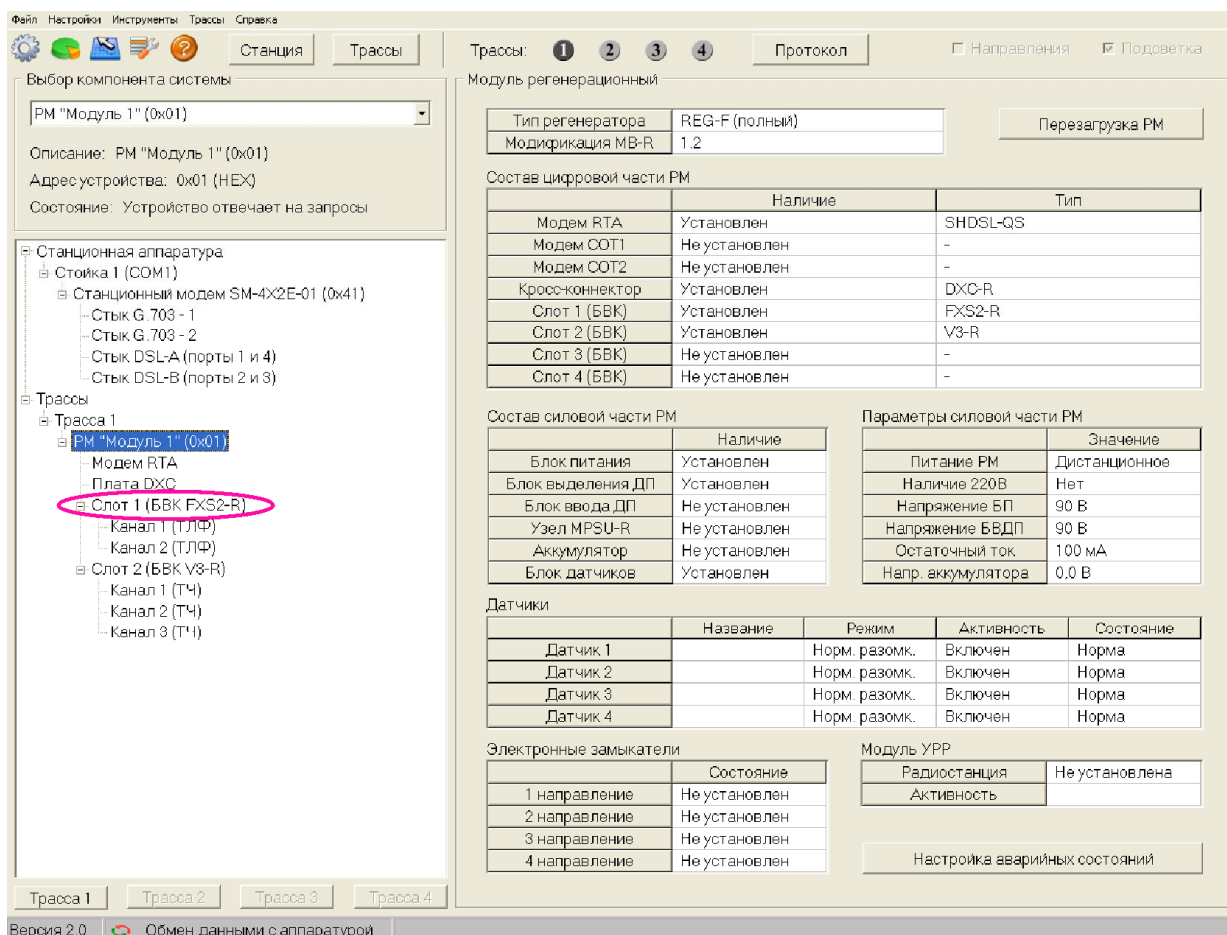 Файл Настройки Инструменты Трассы Справка
Станция Трассы Трассы: 1 2 3 4 Протокол Направления Подсветка
Выбор компонента системы
РМ "Модуль 1" (0x01)
Описание: РМ "Модуль 1" (0x01)
Адрес устройства: 0x01 (HEX)
Состояние: Устройство отвечает на запросы
Станционная аппаратура
Стойка 1 (COM1)
Станционный модем SM-4X2E-01 (0x41)
Стык G.703 - 1
Стык G.703 - 2
Стык DSL-A (порты 1 и 4)
Стык DSL-B (порты 2 и 3)
Трассы
Трасса 1
РМ "Модуль 1" (0x01)
Модем RTA
Плата DXC
Слот 1 (БВК FXS2-R)
Канал 1 (ТЛФ)
Канал 2 (ТЛФ)
Слот 2 (БВК V3-R)
Канал 1 (ТЧ)
Канал 2 (ТЧ)
Канал 3 (ТЧ)
Трасса 1 Трасса 2 Трасса 3 Трасса 4
Модуль регенерационный
Тип регенератора REG-F (полный)
Модификация MB-R 1.2
Перезагрузка РМ
Состав цифровой части РМ
Наличие Тип
Модем RTA Установлен SHDSL-QS
Модем COT1 Не установлен -
Модем COT2 Не установлен -
Кросс-коннектор Установлен DXC-R
Слот 1 (БВК) Установлен FXS2-R
Слот 2 (БВК) Установлен V3-R
Слот 3 (БВК) Не установлен -
Слот 4 (БВК) Не установлен -
Состав силовой части РМ
Наличие
Блок питания Установлен
Блок выделения ДП Установлен
Блок ввода ДП Не установлен
Узел MPSU-R Не установлен
Аккумулятор Не установлен
Блок датчиков Установлен
Параметры силовой части РМ
Значение
Питание РМ Дистанционное
Наличие 220В Нет
Напряжение БП 90 В
Напряжение БВДП 90 В
Остаточный ток 100 мА
Напр. аккумулятора 0,0 В
Датчики
Название Режим Активность Состояние
Датчик 1 Норм. разомк. Включен Норма
Датчик 2 Норм. разомк. Включен Норма
Датчик 3 Норм. разомк. Включен Норма
Датчик 4 Норм. разомк. Включен Норма
Электронные замыкатели
Состояние
1 направление Не установлен
2 направление Не установлен
3 направление Не установлен
4 направление Не установлен
Модуль УРР
Радиостанция Не установлена
Активность
Настройка аварийных состояний
Версия 2.0 Обмен данными с аппаратурой